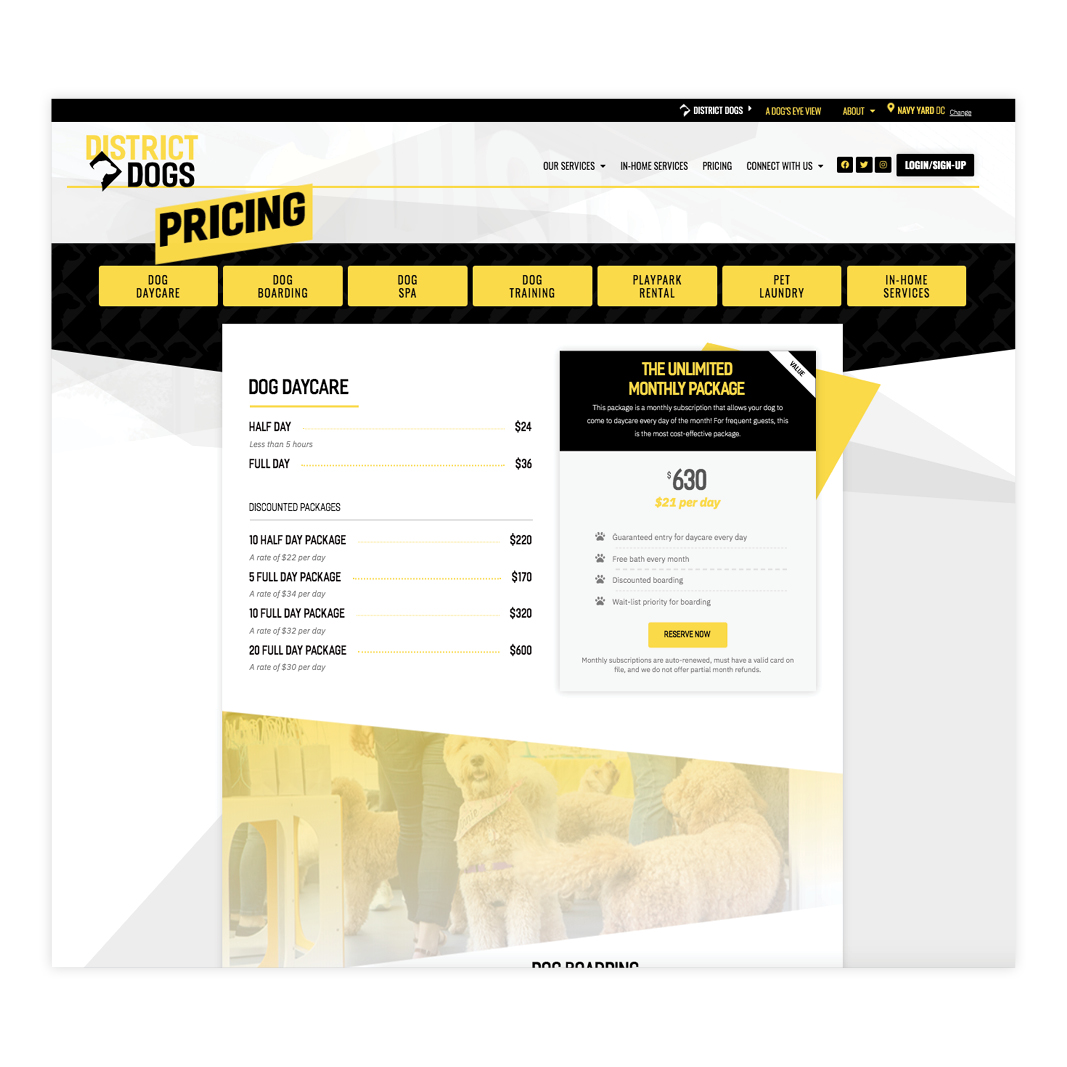 DISTRICT DOGS
A DOG'S EYE VIEW
ABOUT
NAVY YARD DC Change
DISTRICT
DOGS
OUR SERVICES
IN-HOME SERVICES
PRICING
CONNECT WITH US
LOGIN/SIGN-UP
PRICING
DOG
DAYCARE
DOG
BOARDING
DOG
SPA
DOG
TRAINING
PLAYPARK
RENTAL
PET
LAUNDRY
IN-HOME
SERVICES
DOG DAYCARE
HALF DAY $24
Less than 5 hours
FULL DAY $36
DISCOUNTED PACKAGES
10 HALF DAY PACKAGE $220
A rate of $22 per day
5 FULL DAY PACKAGE $170
A rate of $34 per day
10 FULL DAY PACKAGE $320
A rate of $32 per day
20 FULL DAY PACKAGE $600
A rate of $30 per day
VALUE
THE UNLIMITED
MONTHLY PACKAGE
This package is a monthly subscription that allows your dog to
come to daycare every day of the month! For frequent guests, this
is the most cost-effective package.
$630
$21 per day
Guaranteed entry for daycare every day
Free bath every month
Discounted boarding
Wait-list priority for boarding
RESERVE NOW
Monthly subscriptions are auto-renewed, must have a valid card on
file, and we do not offer partial month refunds.
DOG BOARDING